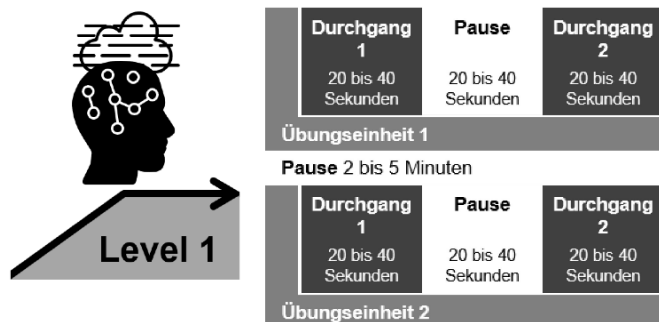 Durchgang
1
20 bis 40
Sekunden
Pause
20 bis 40
Sekunden
Durchgang
2
20 bis 40
Sekunden
Übungseinheit 1
Pause 2 bis 5 Minuten
Durchgang
1
20 bis 40
Sekunden
Pause
20 bis 40
Sekunden
Durchgang
2
20 bis 40
Sekunden
Übungseinheit 2
Level 1